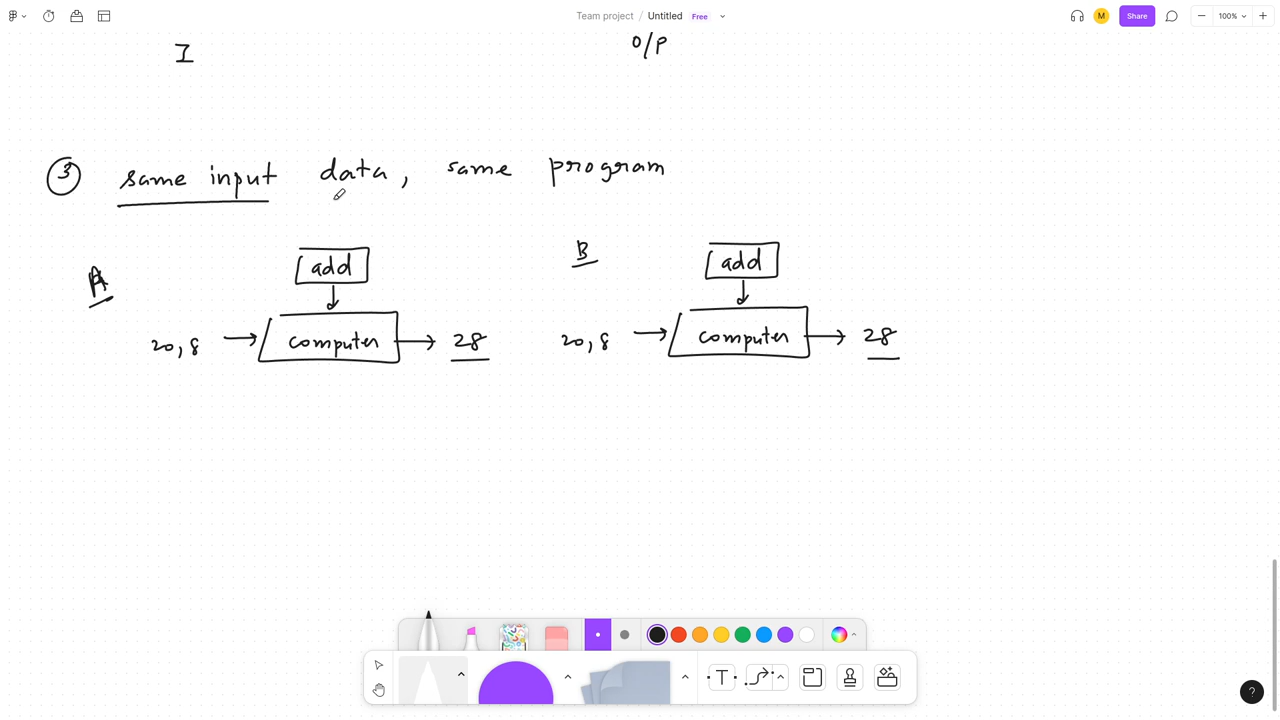 Team project / Untitled Free
M Share 100%
I O/P
③ same input data, same program
A add B add
20, 8 → computer → 28 20, 8 → computer → 28
T
?